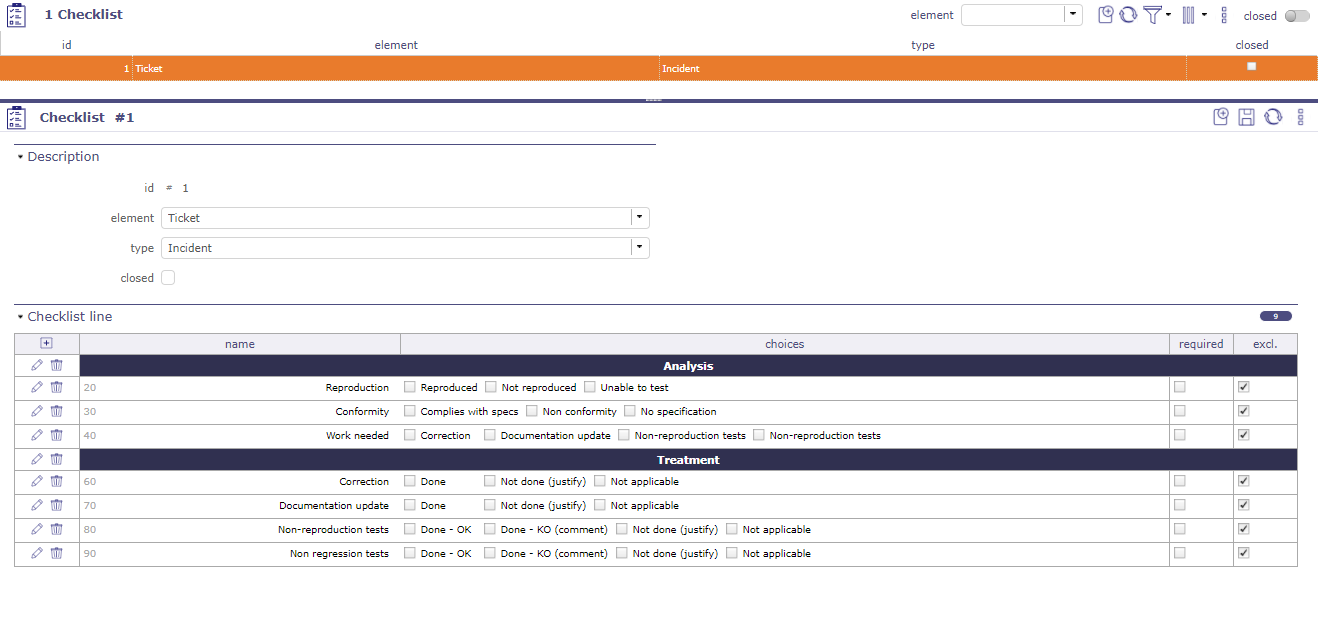 1 Checklist element closed
id element type closed
1 Ticket Incident
Checklist #1
Description
id # 1
element Ticket
type Incident
closed
Checklist line 9
name choices required excl.
Analysis
20 Reproduction Reproduced Not reproduced Unable to test
30 Conformity Complies with specs Non conformity No specification
40 Work needed Correction Documentation update Non-reproduction tests Non-reproduction tests
Treatment
60 Correction Done Not done (justify) Not applicable
70 Documentation update Done Not done (justify) Not applicable
80 Non-reproduction tests Done - OK Done - KO (comment) Not done (justify) Not applicable
90 Non regression tests Done - OK Done - KO (comment) Not done (justify) Not applicable